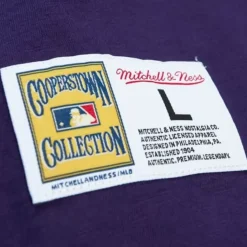 COOPERSTOWN
COLLECTION
MITCHELLANDNESS/MLB
Mitchell & Ness
L
MITCHELL & NESS NOSTALGIA CO.
AUTHENTIC LICENSED APPAREL
DESIGNED IN PHILADELPHIA, PA
ESTABLISHED 1904
AUTHENTIC.PREMIUM.LEGENDARY.